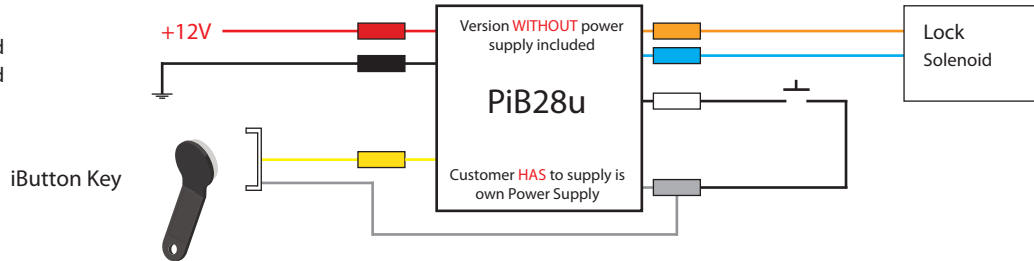 +12V
Version WITHOUT power
supply included
Lock
Solenoid
d
d
PiB28u
iButton Key
Customer HAS to supply is
own Power Supply